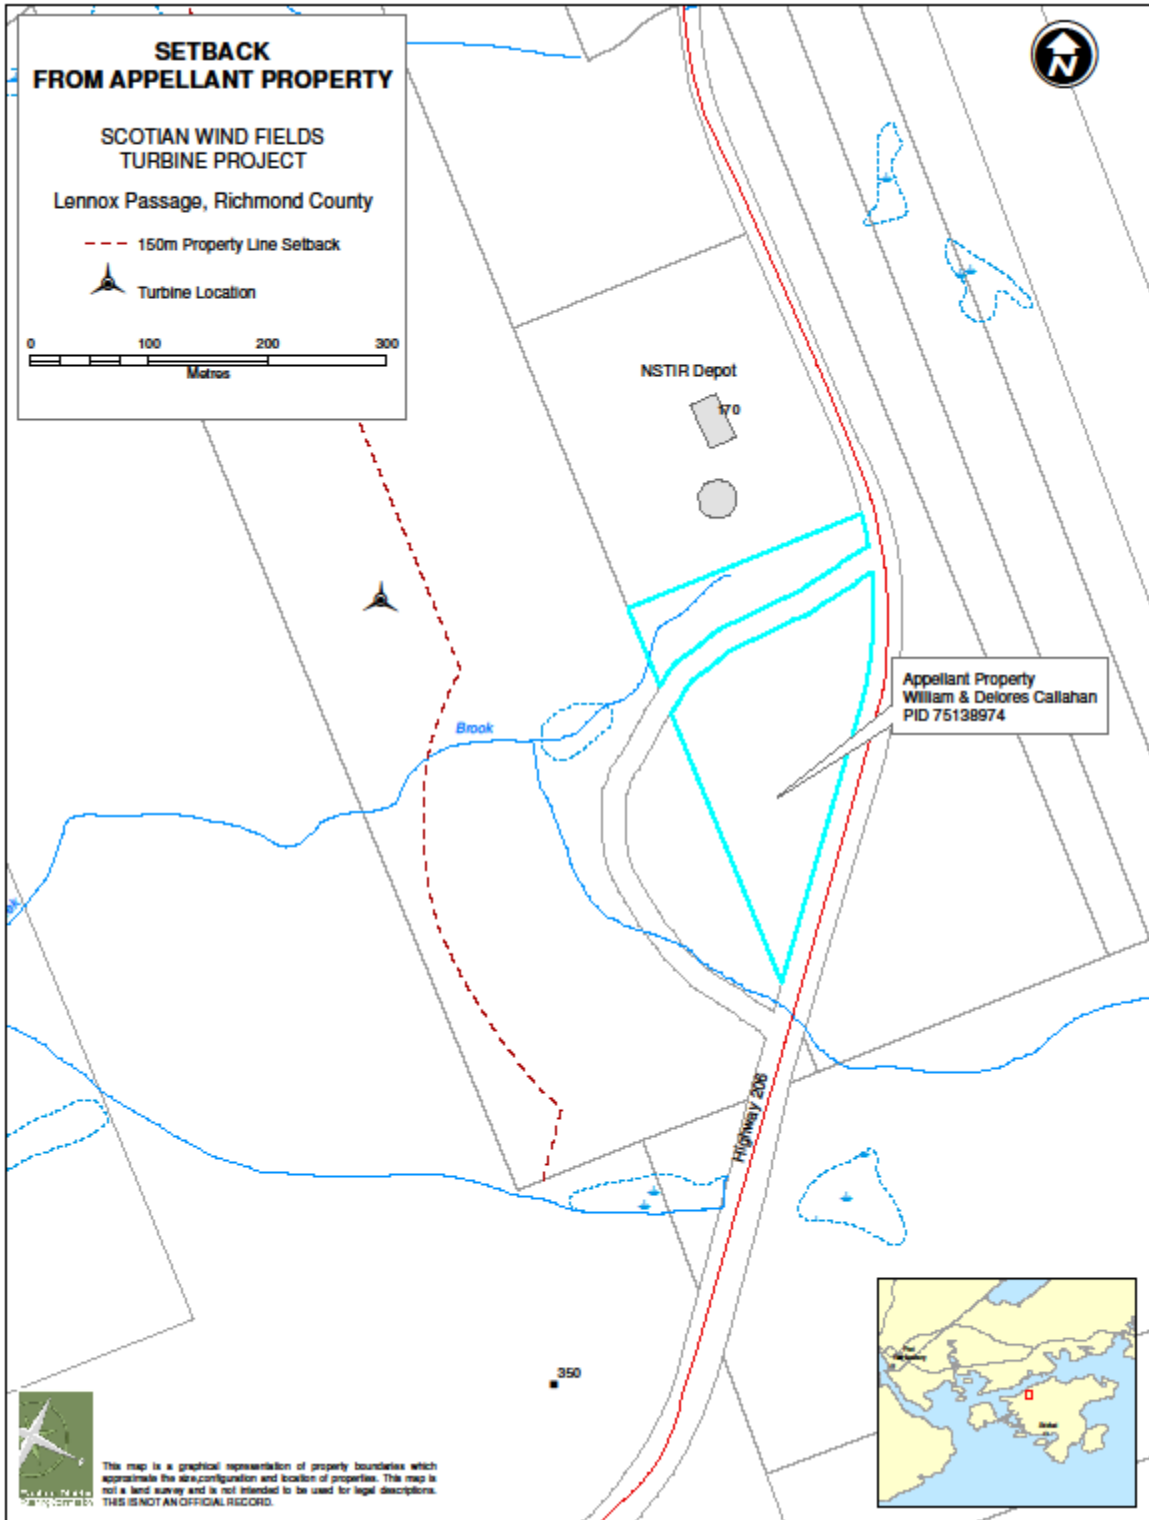 SETBACK
FROM APPELLANT PROPERTY
SCOTIAN WIND FIELDS
TURBINE PROJECT
Lennox Passage, Richmond County
150m Property Line Setback
Turbine Location
0 100 200 300
Metres
N
NSTIR Depot
170
Appellant Property
William & Delores Callahan
PID 75138974
Brook
Highway 206
350
This map is a graphical representation of property boundaries which
approximate the size,configuration and location of properties. This map is
not a land survey and is not intended to be used for legal descriptions.
THIS IS NOT AN OFFICIAL RECORD.